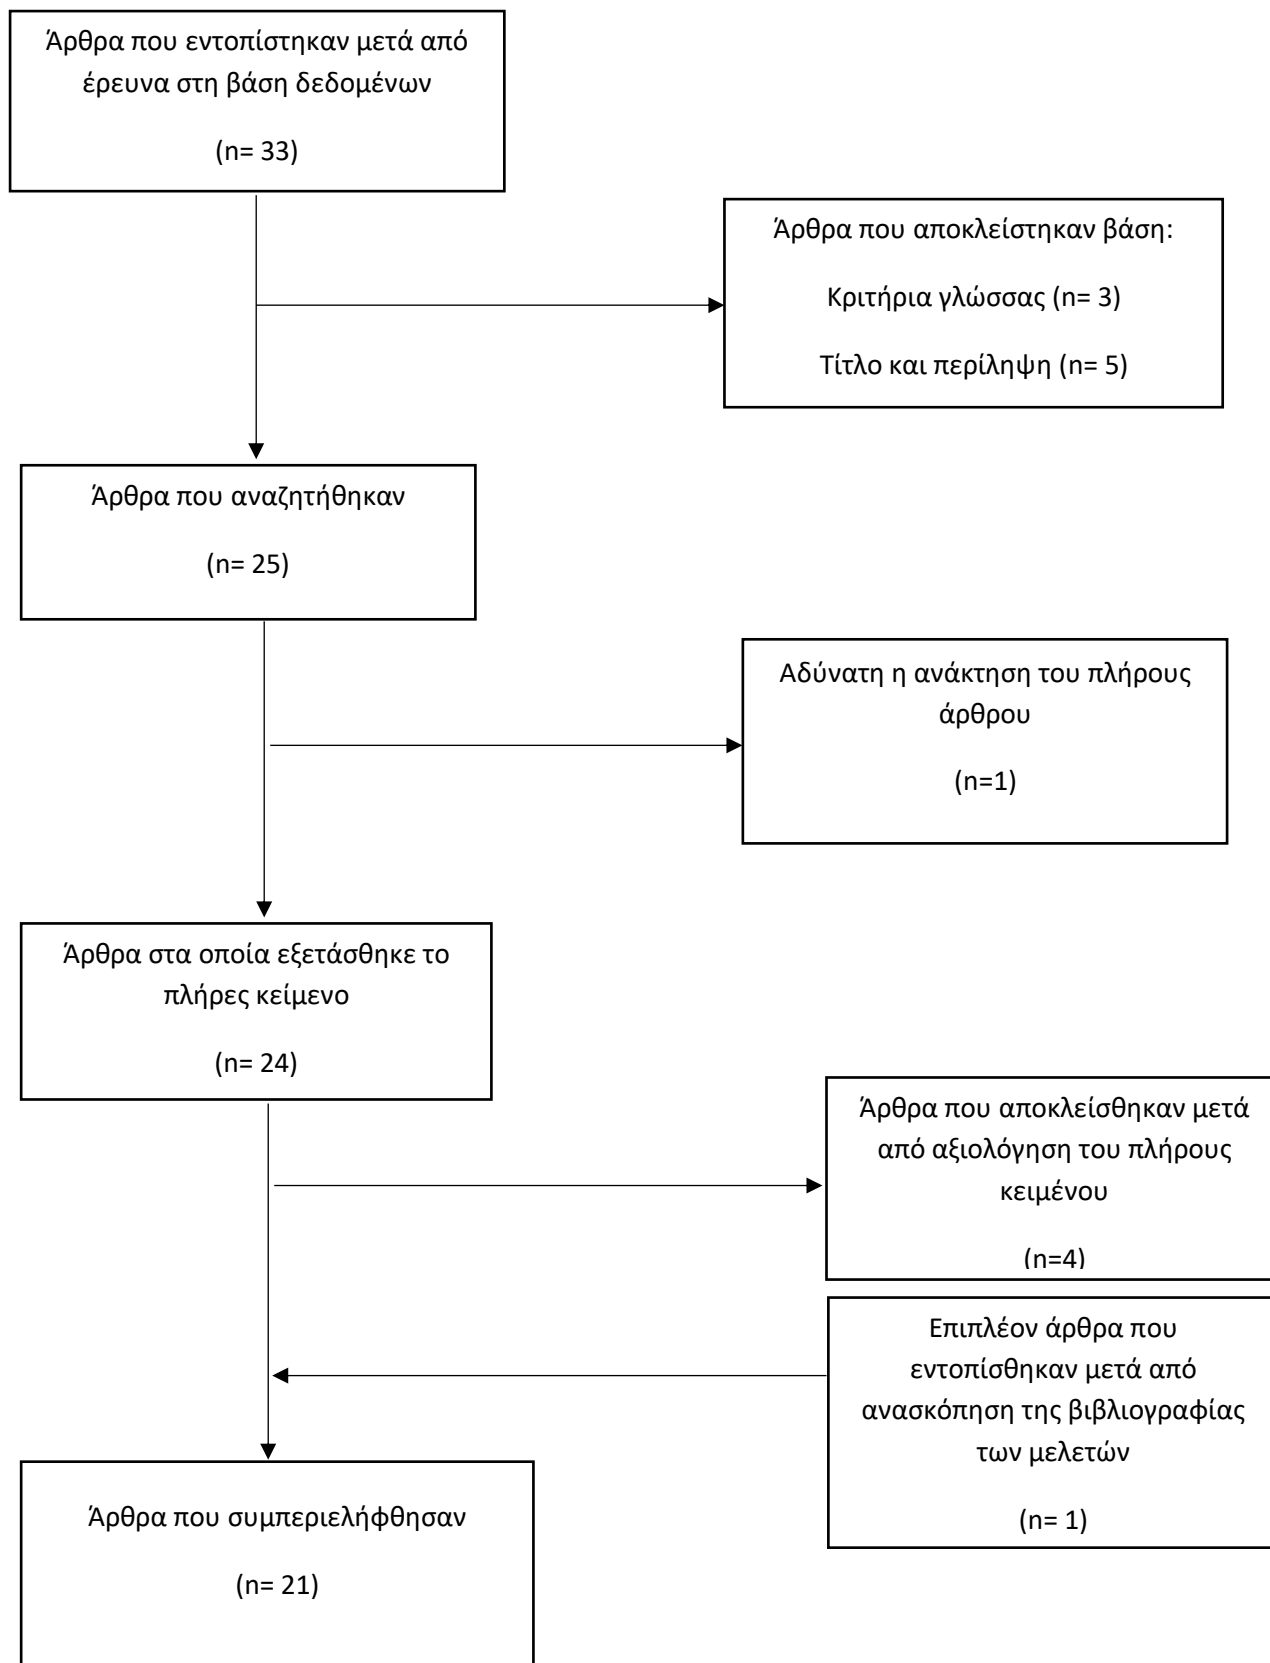 Άρθρα που εντοπίστηκαν μετά από
έρευνα στη βάση δεδομένων
(n= 33)
Άρθρα που αποκλείστηκαν βάση:
Κριτήρια γλώσσας (n= 3)
Τίτλο και περίληψη (n= 5)
Άρθρα που αναζητήθηκαν
(n= 25)
Αδύνατη η ανάκτηση του πλήρους
άρθρου
(n=1)
Άρθρα στα οποία εξετάσθηκε το
πλήρες κείμενο
(n= 24)
Άρθρα που αποκλείσθηκαν μετά
από αξιολόγηση του πλήρους
κειμένου
(n=4)
Επιπλέον άρθρα που
εντοπίσθηκαν μετά από
ανασκόπηση της βιβλιογραφίας
των μελετών
(n= 1)
Άρθρα που συμπεριελήφθησαν
(n= 21)